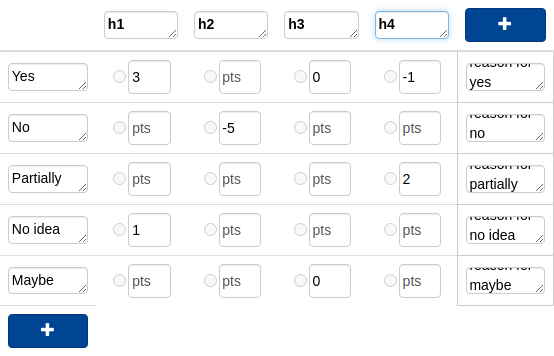 h1 h2 h3 h4 +
Yes 3 pts 0 -1 reason for
yes
No pts -5 pts pts reason for
no
Partially pts pts pts 2 reason for
partially
No idea 1 pts pts pts reason for
no idea
Maybe pts pts 0 pts reason for
maybe
+